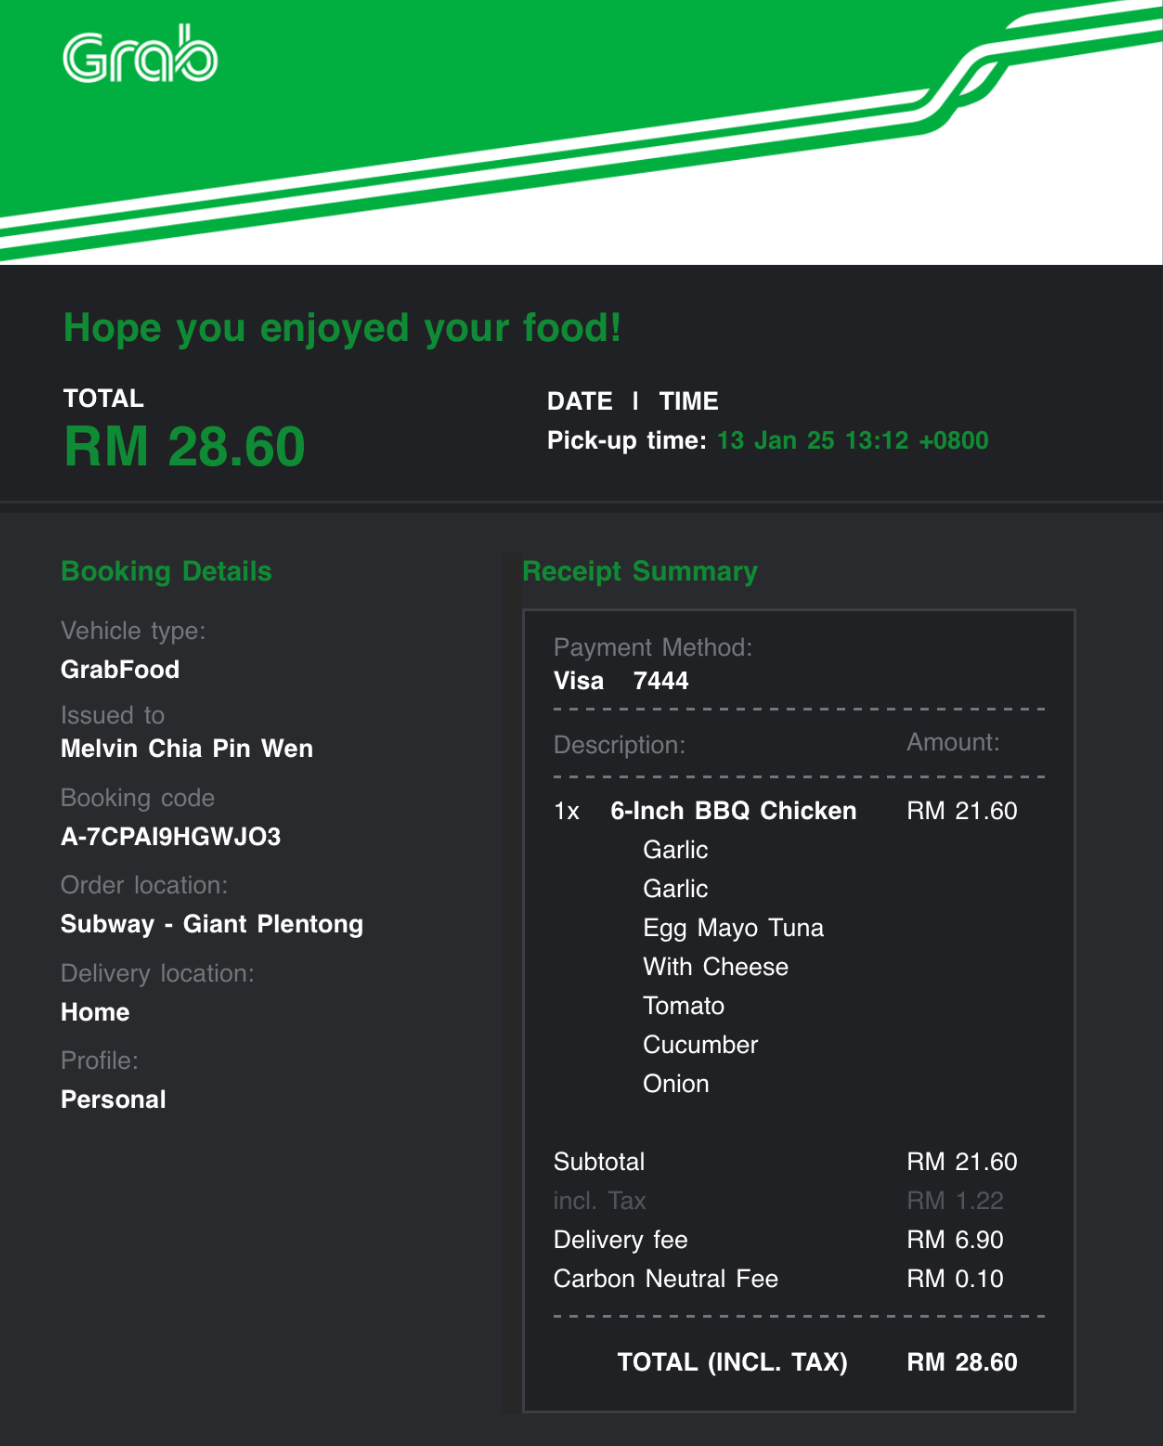 Grab
Hope you enjoyed your food!
TOTAL
RM 28.60
DATE | TIME
Pick-up time: 13 Jan 25 13:12 +0800
Booking Details
Vehicle type:
GrabFood
Issued to
Melvin Chia Pin Wen
Booking code
A-7CPAI9HGWJO3
Order location:
Subway - Giant Plentong
Delivery location:
Home
Profile:
Personal
Receipt Summary
Payment Method:
Visa 7444
Description: Amount:
1x 6-Inch BBQ Chicken RM 21.60
Garlic
Garlic
Egg Mayo Tuna
With Cheese
Tomato
Cucumber
Onion
Subtotal RM 21.60
incl. Tax RM 1.22
Delivery fee RM 6.90
Carbon Neutral Fee RM 0.10
TOTAL (INCL. TAX) RM 28.60